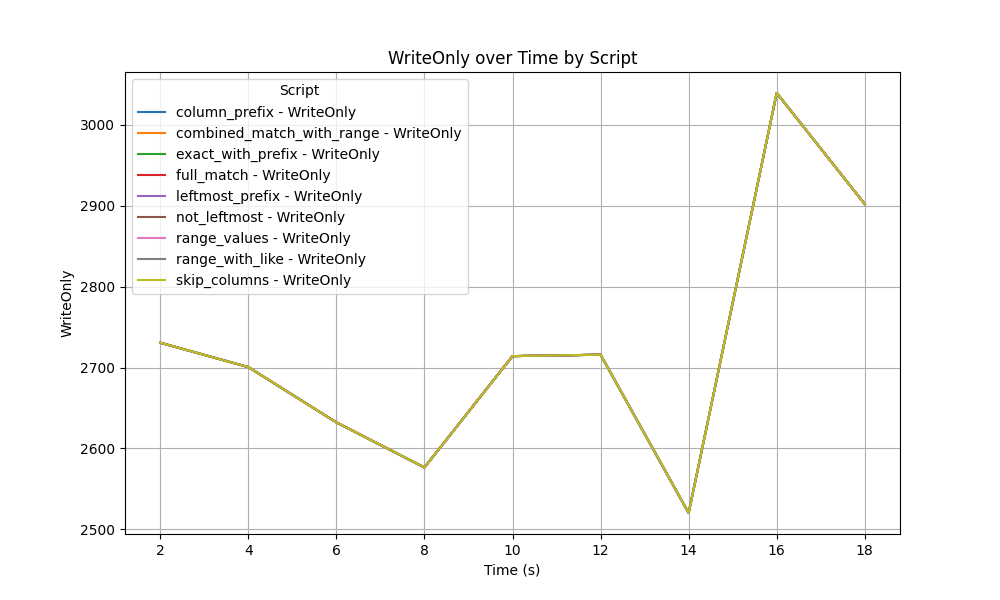 WriteOnly over Time by Script
Script
column_prefix - WriteOnly
combined_match_with_range - WriteOnly
exact_with_prefix - WriteOnly
full_match - WriteOnly
leftmost_prefix - WriteOnly
not_leftmost - WriteOnly
range_values - WriteOnly
range_with_like - WriteOnly
skip_columns - WriteOnly
WriteOnly
3000
2900
2800
2700
2600
2500
2 4 6 8 10 12 14 16 18
Time (s)